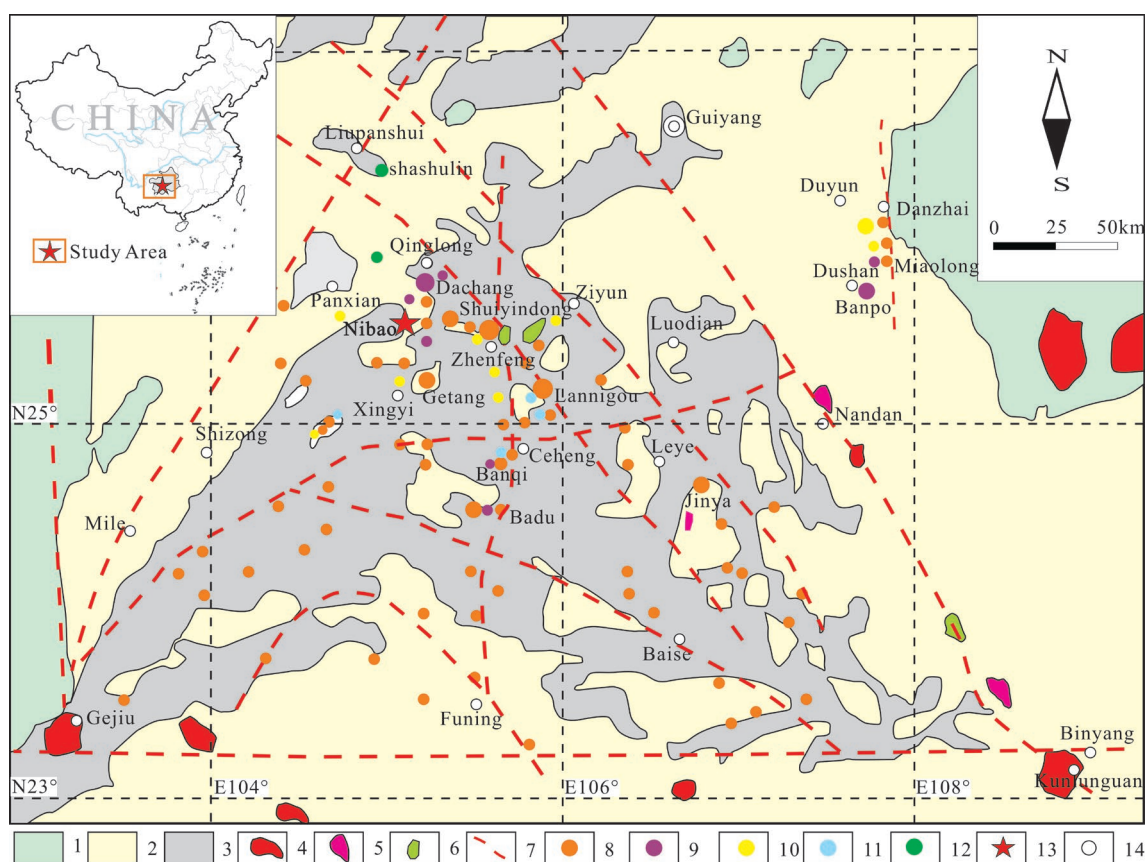 CHINA
Study Area
N
S
0 25 50km
Liupanshui
shashulin
Guiyang
Duyun
Danzhai
Qinglong
Dushan
Miaolong
Panxian
Dachang
Banpo
Shuiyindong
Ziyun
Nibao
Luodian
Zhenfeng
Getang
Lannigou
Xingyi
N25°
Nandan
Shizong
Ceheng
Leye
Banqi
Jinya
Badu
Mile
Baise
Gejiu
Funing
Binyang
Kunlunguan
N23°
E104°
E106°
E108°
1 2 3 4 5 6 7 8 9 10 11 12 13 14